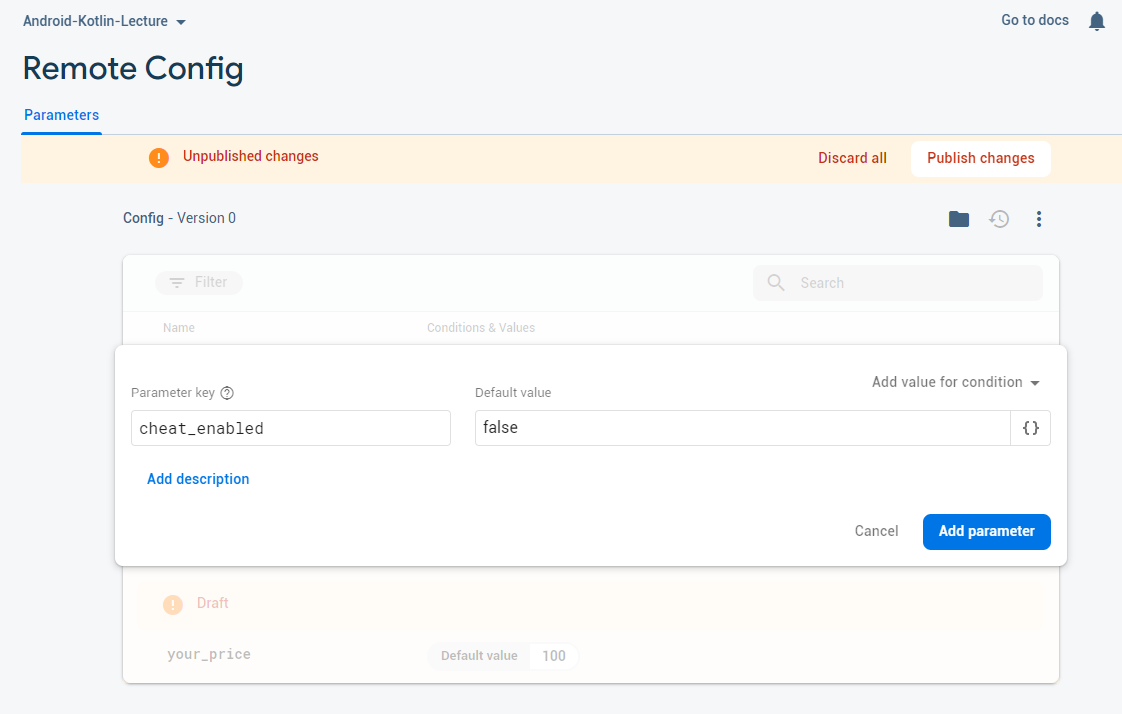 Android-Kotlin-Lecture
Go to docs
Remote Config
Parameters
Unpublished changes
Discard all
Publish changes
Config - Version 0
Filter
Search
Name
Conditions & Values
Add value for condition
Parameter key
Default value
cheat_enabled
false
{}
Add description
Cancel
Add parameter
Draft
your_price
Default value
100